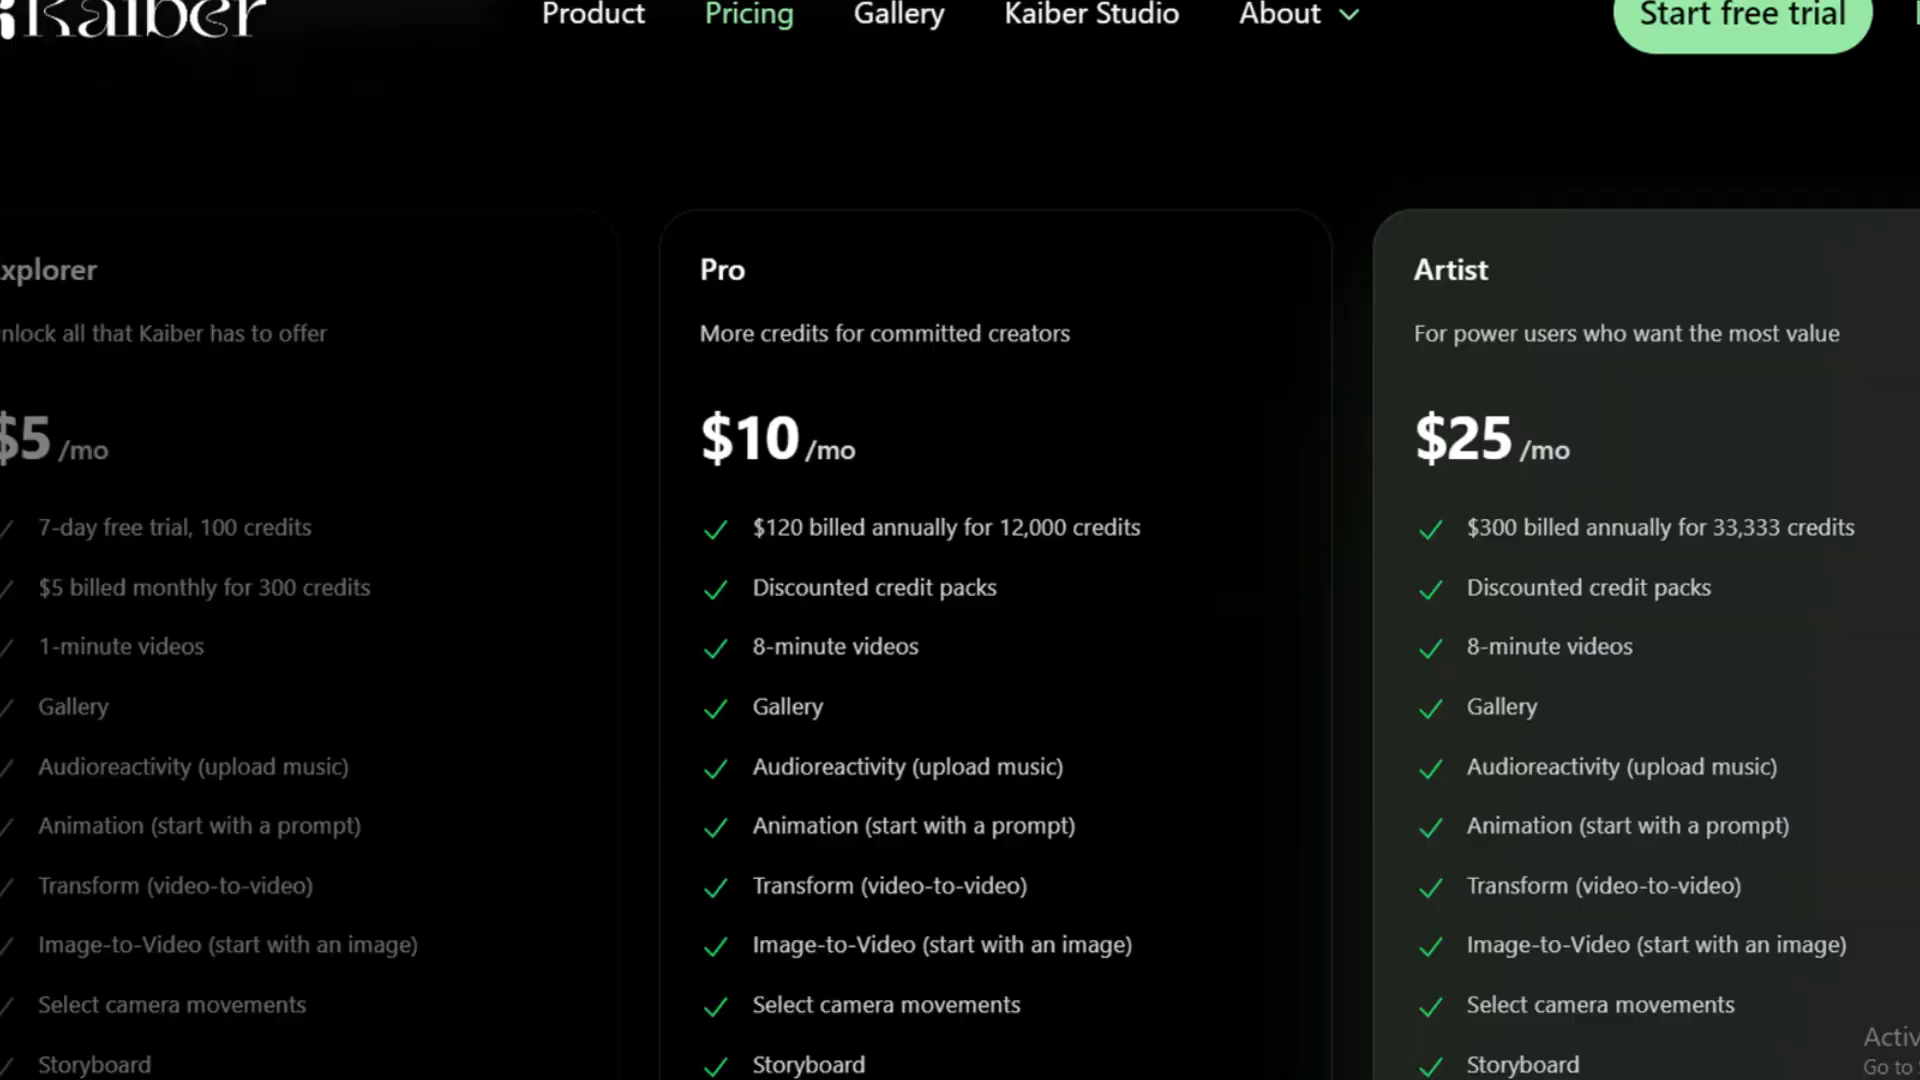 Kaiber
Product
Pricing
Gallery
Kaiber Studio
About
Start free trial
xplorer
nlock all that Kaiber has to offer
$5 /mo
7-day free trial, 100 credits
$5 billed monthly for 300 credits
1-minute videos
Gallery
Audioreactivity (upload music)
Animation (start with a prompt)
Transform (video-to-video)
Image-to-Video (start with an image)
Select camera movements
Storyboard
Pro
More credits for committed creators
$10 /mo
$120 billed annually for 12,000 credits
Discounted credit packs
8-minute videos
Gallery
Audioreactivity (upload music)
Animation (start with a prompt)
Transform (video-to-video)
Image-to-Video (start with an image)
Select camera movements
Storyboard
Artist
For power users who want the most value
$25 /mo
$300 billed annually for 33,333 credits
Discounted credit packs
8-minute videos
Gallery
Audioreactivity (upload music)
Animation (start with a prompt)
Transform (video-to-video)
Image-to-Video (start with an image)
Select camera movements
Storyboard
Activ
Go to